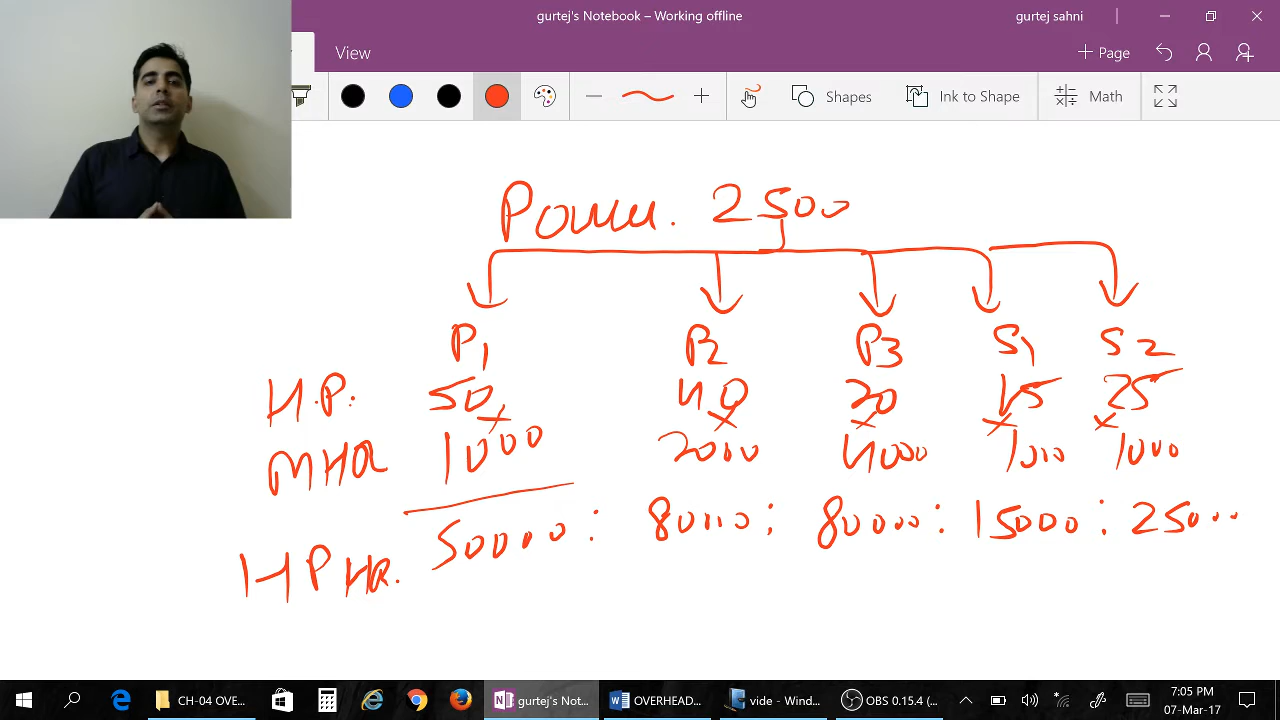 gurtej's Notebook – Working offline
gurtej sahni
View
Page
Shapes
Ink to Shape
Math
Power. 2500
P1 P2 P3 S1 S2
H.P. 50 40 20 15 25
MHR 1000 × 2000 × 4000 × 1000 × 1000 ×
50000 : 80000 : 80000 : 15000 : 25000
HP HR.
CH-04 OVE...
gurtej's Not...
OVERHEAD...
vide - Wind...
OBS 0.15.4 (...
7:05 PM
07-Mar-17